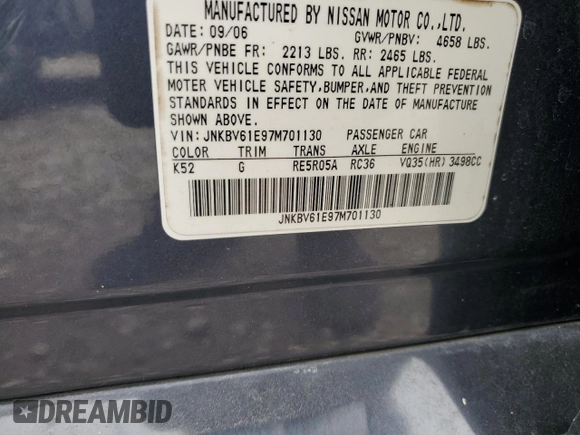 MANUFACTURED BY NISSAN MOTOR CO.,LTD.
DATE: 09/06 GVWR/PNBV: 4658 LBS.
GAWR/PNBE FR: 2213 LBS. RR: 2465 LBS.
THIS VEHICLE CONFORMS TO ALL APPLICABLE FEDERAL
MOTER VEHICLE SAFETY,BUMPER,AND THEFT PREVENTION
STANDARDS IN EFFECT ON THE DATE OF MANUFACTURE
SHOWN ABOVE.
VIN: JNKBV61E97M701130 PASSENGER CAR
COLOR TRIM TRANS AXLE ENGINE
K52 G RE5R05A RC36 VQ35(HR) 3498CC
JNKBV61E97M701130
DREAMBID